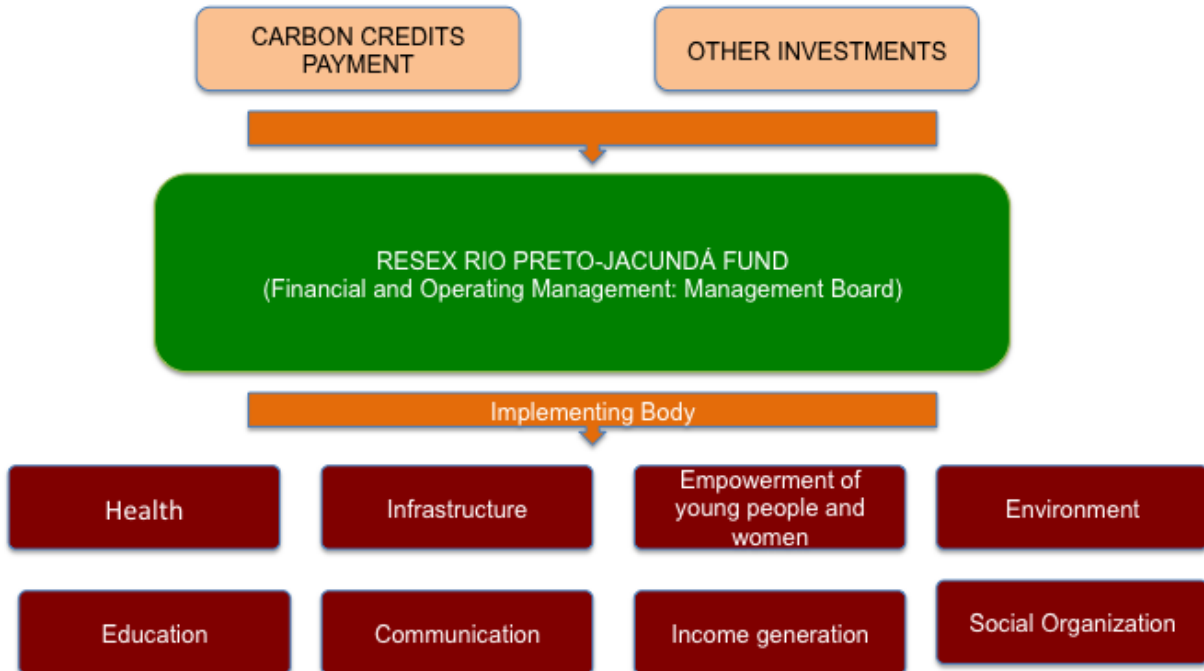 CARBON CREDITS
PAYMENT
OTHER INVESTMENTS
RESEX RIO PRETO-JACUNDÁ FUND
(Financial and Operating Management: Management Board)
Implementing Body
Health
Infrastructure
Empowerment of
young people and
women
Environment
Education
Communication
Income generation
Social Organization